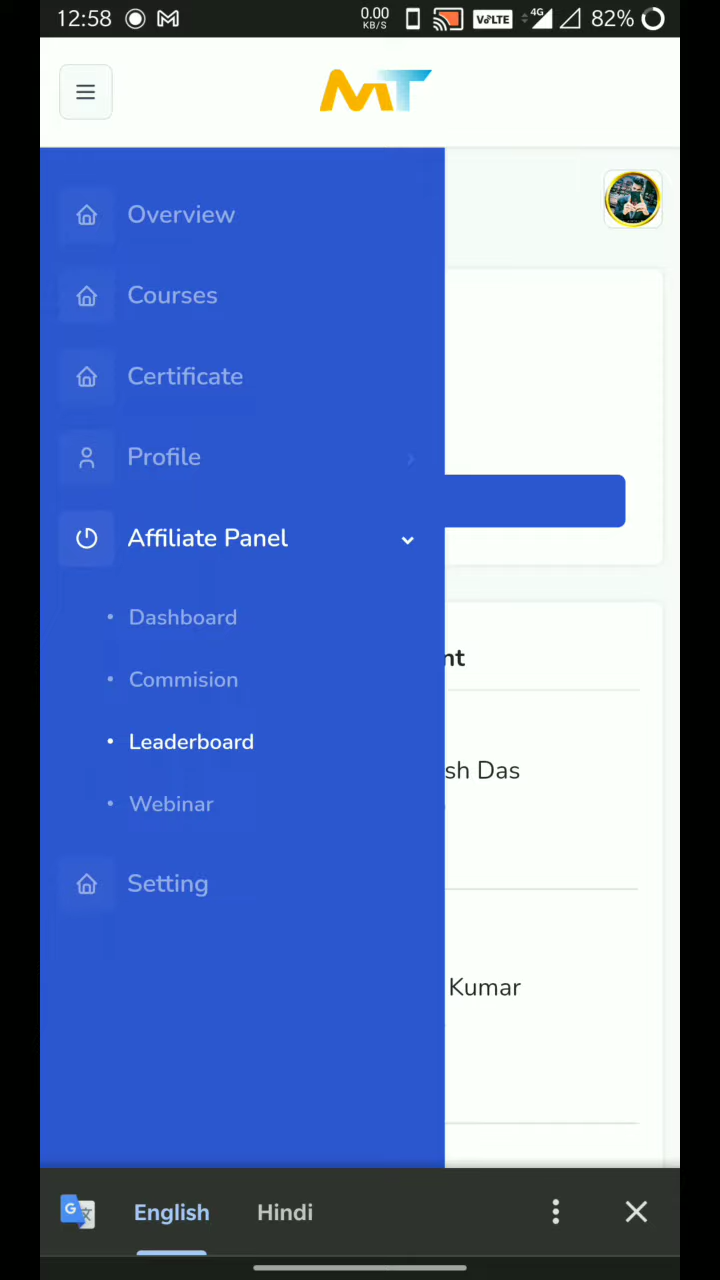 12:58 0.00 KB/S VoLTE 4G 82%
MT
Overview
Courses
Certificate
Profile
Affiliate Panel
Dashboard
nt
Commision
Leaderboard
sh Das
Webinar
Setting
Kumar
English Hindi